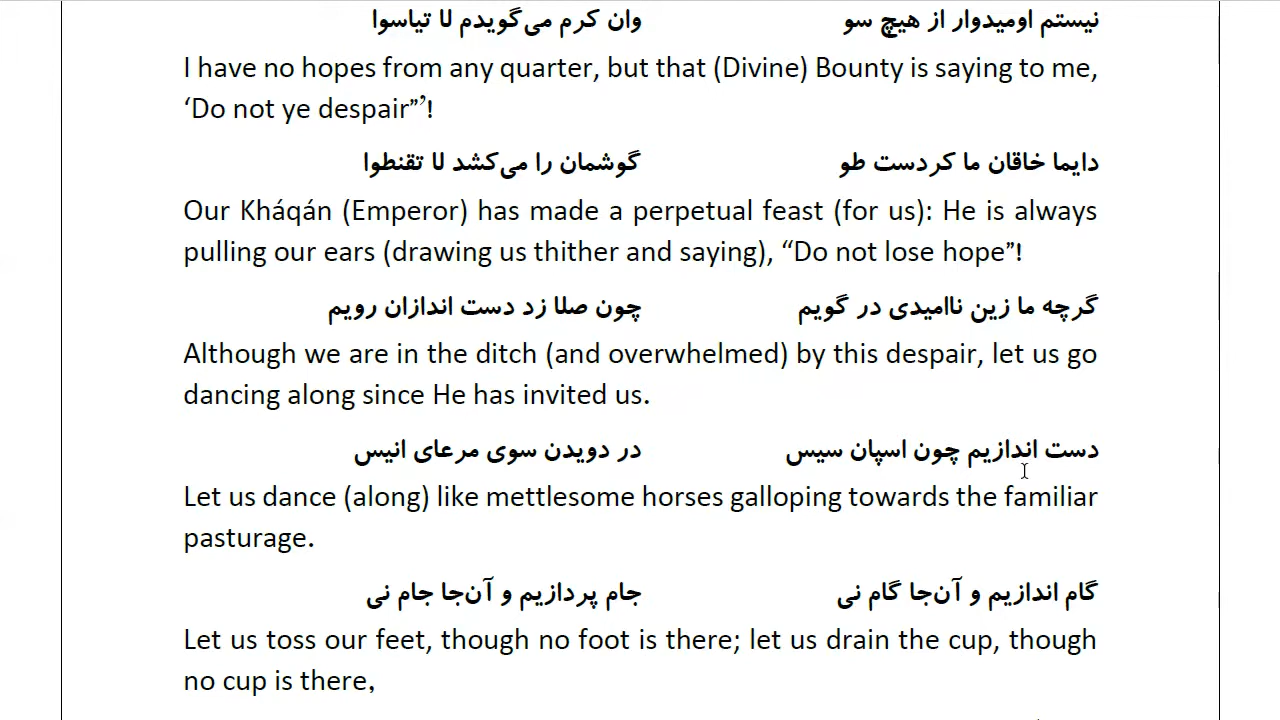 نیستم اومیدوار از هیچ سو وان کرم می‌گویدم لا تیاسوا
I have no hopes from any quarter, but that (Divine) Bounty is saying to me,
‘Do not ye despair”’!
دایما خاقان ما کردست طو گوشمان را می‌کشد لا تقنطوا
Our Kháqán (Emperor) has made a perpetual feast (for us): He is always
pulling our ears (drawing us thither and saying), “Do not lose hope”!
گرچه ما زین ناامیدی در گویم چون صلا زد دست اندازان رویم
Although we are in the ditch (and overwhelmed) by this despair, let us go
dancing along since He has invited us.
دست اندازیم چون اسپان سیس در دویدن سوی مرعای انیس
Let us dance (along) like mettlesome horses galloping towards the familiar
pasturage.
گام اندازیم و آن‌جا گام نی جام پردازیم و آن‌جا جام نی
Let us toss our feet, though no foot is there; let us drain the cup, though
no cup is there,